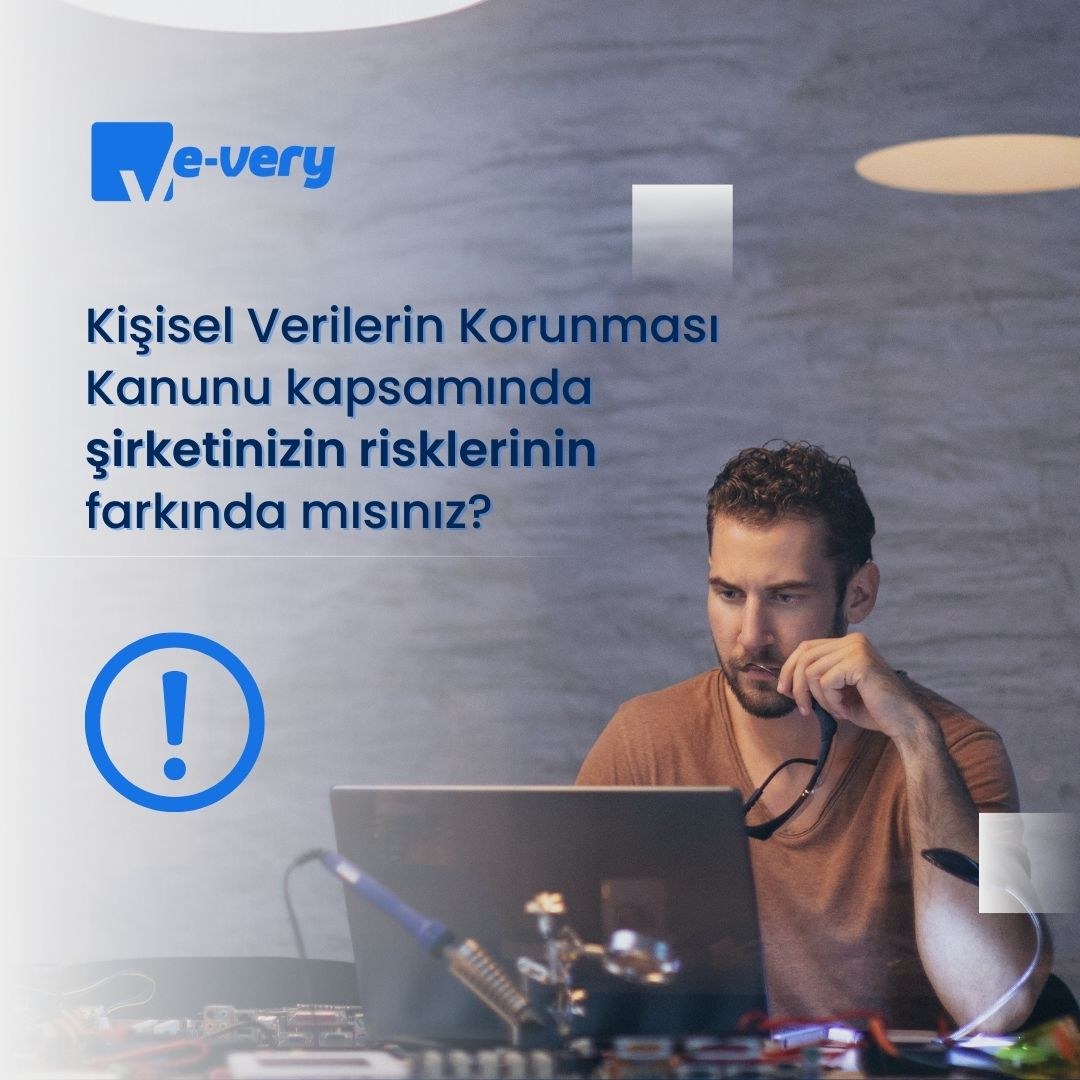 e-very
Kişisel Verilerin Korunması
Kanunu kapsamında
şirketinizin risklerinin
farkında mısınız?
!